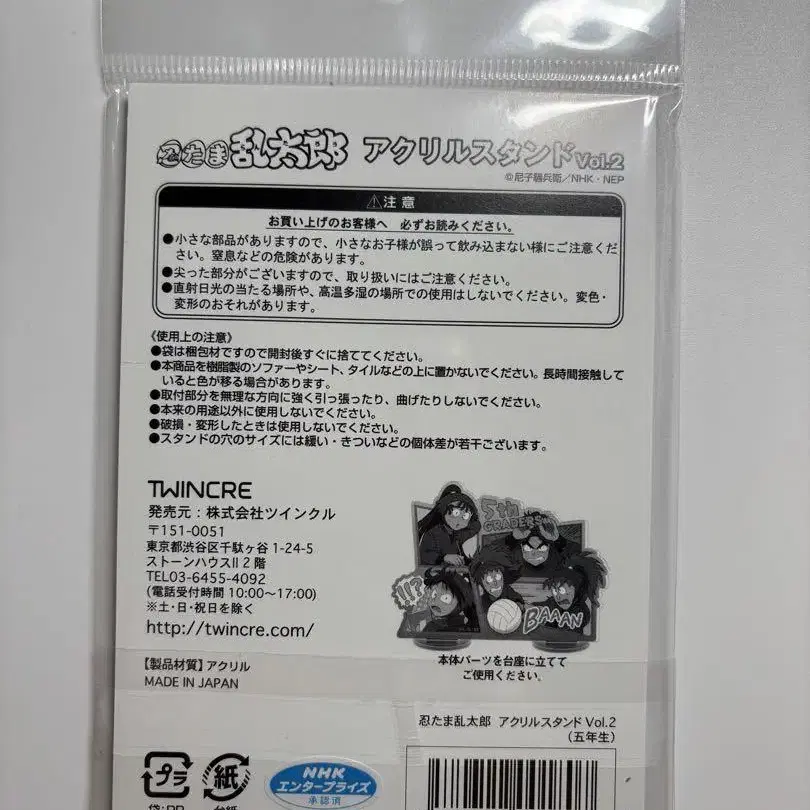 忍たま乱太郎 アクリルスタンド Vol.2
©尼子騒兵衛/NHK・NEP
⚠注意
お買い上げのお客様へ 必ずお読みください。
●小さな部品がありますので、小さなお子様が誤って飲み込まない様にご注意くだ
さい。窒息などの危険があります。
●尖った部分がございますので、取り扱いにはご注意ください。
●直射日光の当たる場所や、高温多湿の場所での使用はしないでください。変色・
変形のおそれがあります。
《使用上の注意》
●袋は梱包材ですので開封後すぐに捨ててください。
●本商品を樹脂製のソファーやシート、タイルなどの上に置かないでください。長時間接触して
いると色が移る場合があります。
●取付部分を無理な方向に強く引っ張ったり、曲げたりしないでください。
●本来の用途以外に使用しないでください。
●破損・変形したときは使用しないでください。
●スタンドの穴のサイズには緩い・きついなどの個体差が若干ございます。
TWINCRE
発売元:株式会社ツインクル
〒151-0051
東京都渋谷区千駄ヶ谷 1-24-5
ストーンハウスⅡ 2階
TEL03-6455-4092
(電話受付時間 10:00〜17:00)
※土・日・祝日を除く
http://twincre.com/
【製品材質】アクリル
MADE IN JAPAN
5th
GRADERS
!!?
BAAAN
本体パーツを台座に立てて
ご使用ください。
忍たま乱太郎 アクリルスタンド Vol.2
(五年生)
プラ
紙
袋:PP
台紙
NHK
エンタープライズ
承認済